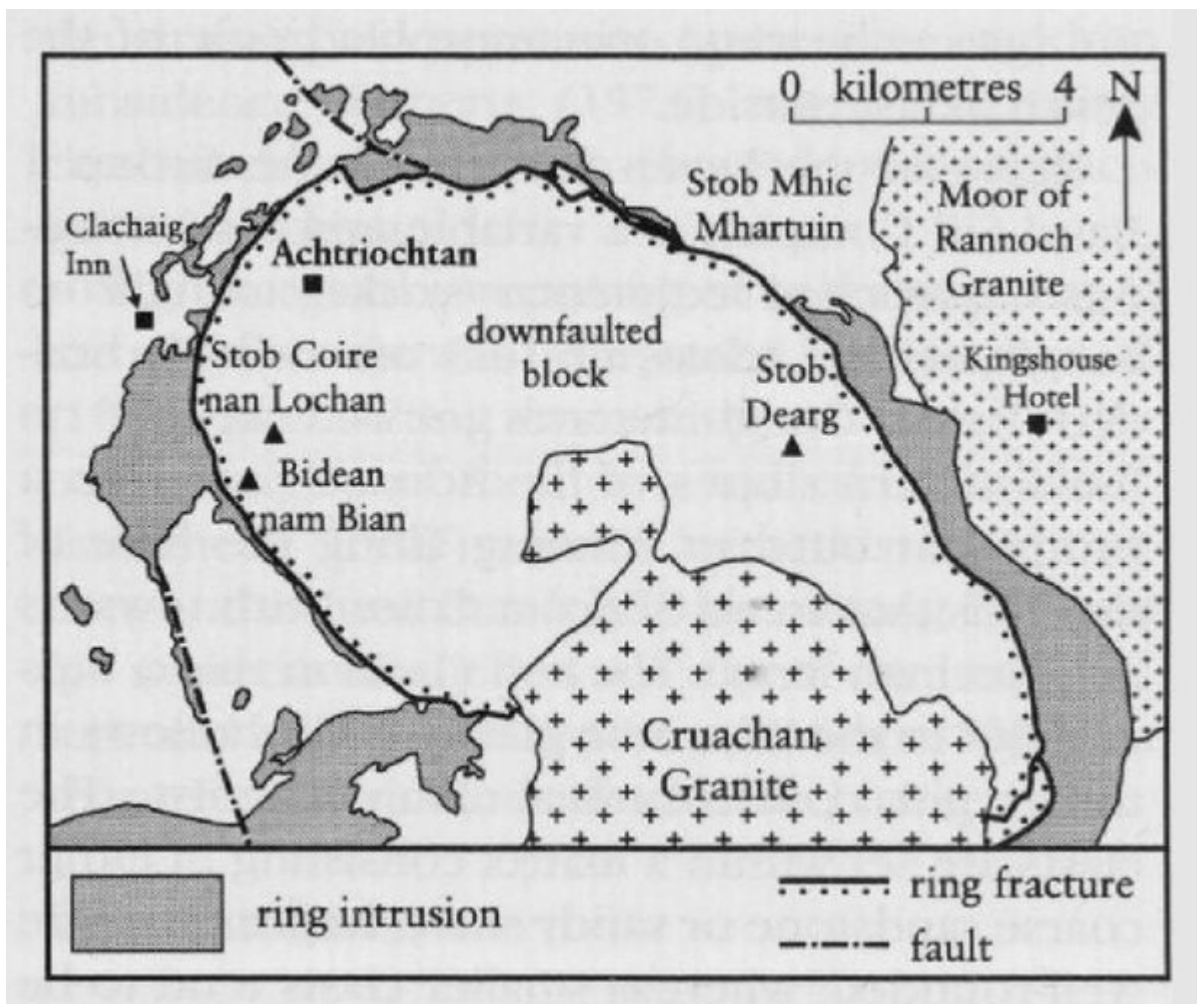 0 kilometres 4 N
Stob Mhic
Mhartuin
Moor of
Rannoch
Granite
Clachaig
Inn
Achtriochtan
downfaulted
block
Stob Coire
nan Lochan
Stob
Dearg
Kingshouse
Hotel
Bidean
nam Bian
Cruachan
Granite
ring intrusion
ring fracture
fault